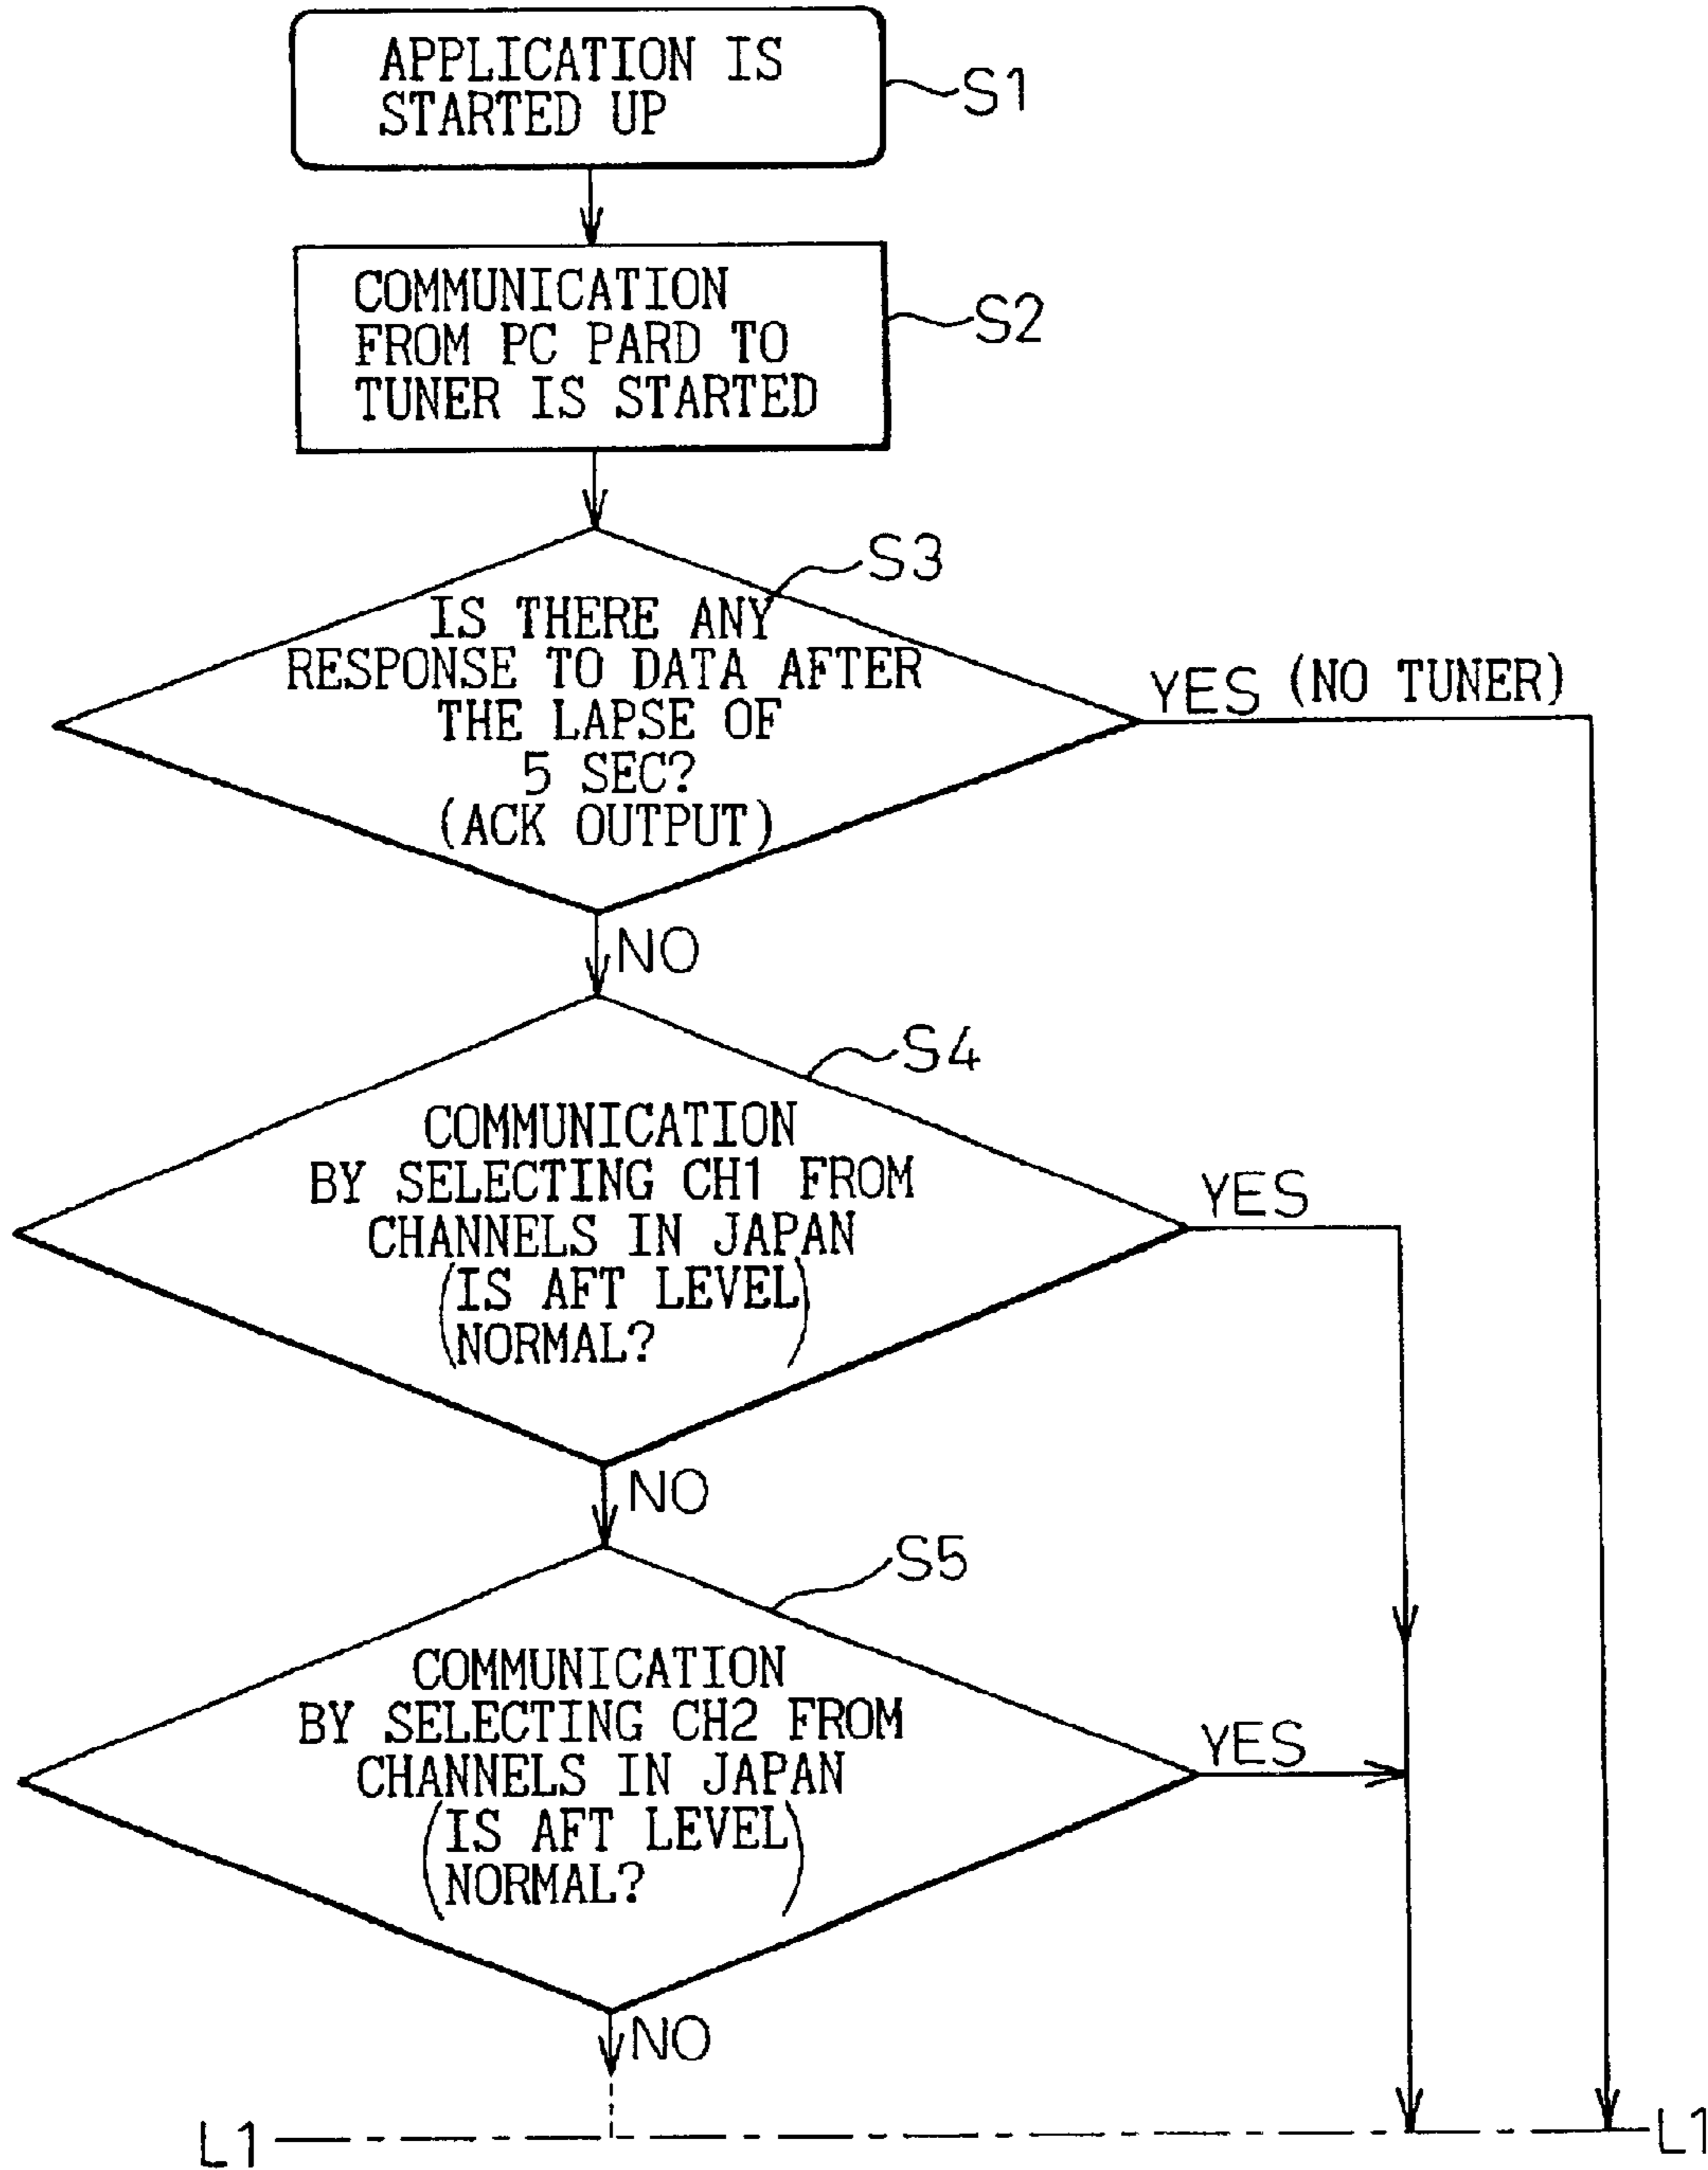 APPLICATION IS
STARTED UP
S1
COMMUNICATION
FROM PC PARD TO
TUNER IS STARTED
S2
S3
IS THERE ANY
RESPONSE TO DATA AFTER
THE LAPSE OF
5 SEC?
(ACK OUTPUT)
YES (NO TUNER)
NO
S4
COMMUNICATION
BY SELECTING CH1 FROM
CHANNELS IN JAPAN
(IS AFT LEVEL
NORMAL?)
YES
NO
S5
COMMUNICATION
BY SELECTING CH2 FROM
CHANNELS IN JAPAN
(IS AFT LEVEL
NORMAL?)
YES
NO
L1
L1